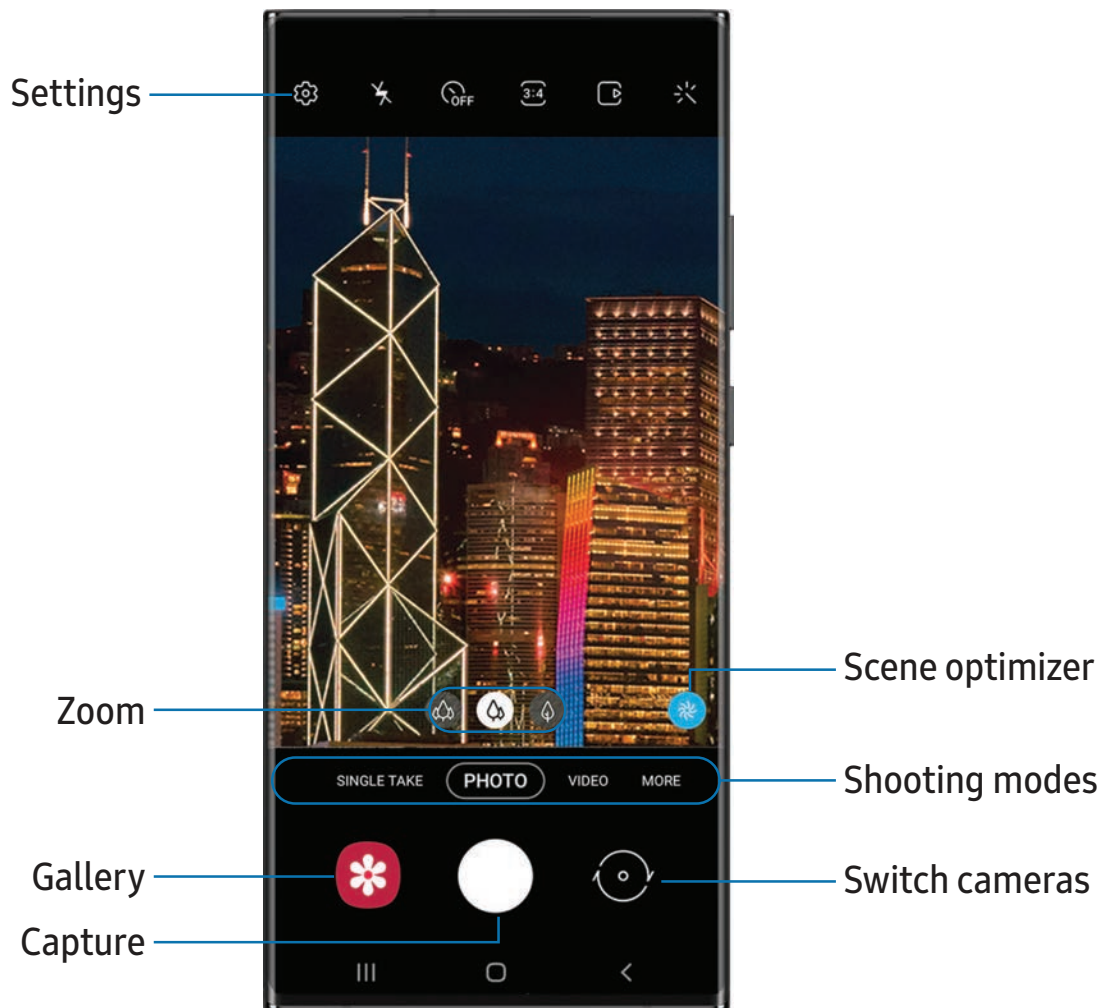 Settings
OFF
3:4
Zoom
Scene optimizer
SINGLE TAKE PHOTO VIDEO MORE
Shooting modes
Gallery
Switch cameras
Capture